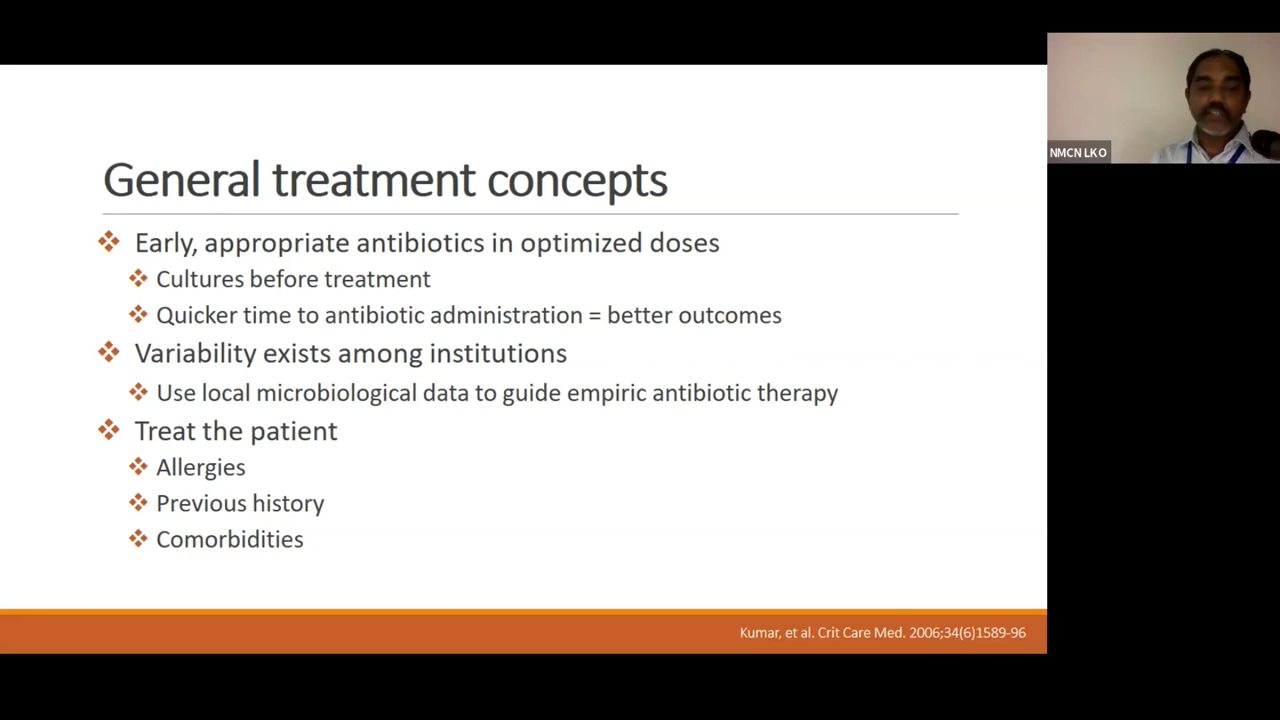 General treatment concepts
Early, appropriate antibiotics in optimized doses
Cultures before treatment
Quicker time to antibiotic administration = better outcomes
Variability exists among institutions
Use local microbiological data to guide empiric antibiotic therapy
Treat the patient
Allergies
Previous history
Comorbidities
Kumar, et al. Crit Care Med. 2006;34(6)1589-96
NMCN LKO